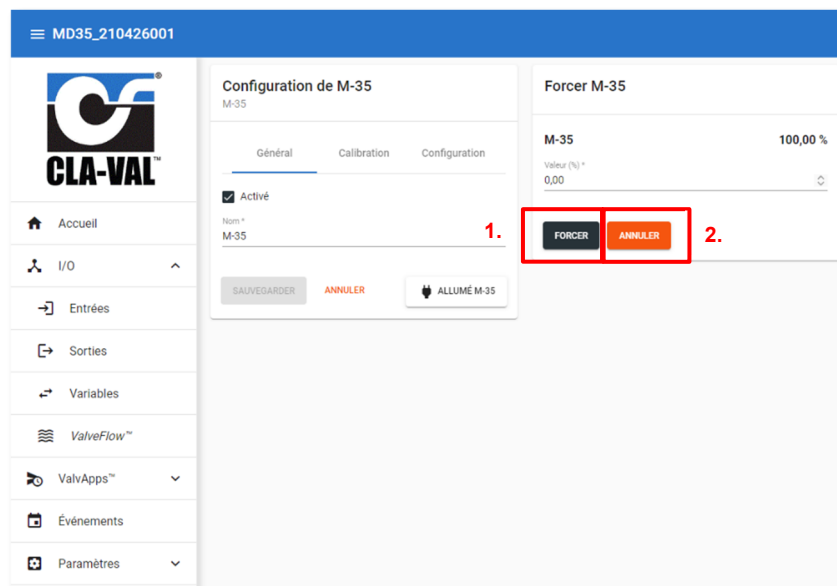 MD35_210426001
®
CLA-VAL™
Accueil
I/O
Entrées
Sorties
Variables
ValveFlow™
ValvApps™
Événements
Paramètres
Configuration de M-35
M-35
Général Calibration Configuration
Activé
Nom *
M-35
SAUVEGARDER ANNULER ALLUMÉ M-35
Forcer M-35
M-35 100,00 %
Valeur (%) *
0,00
1. FORCER ANNULER 2.